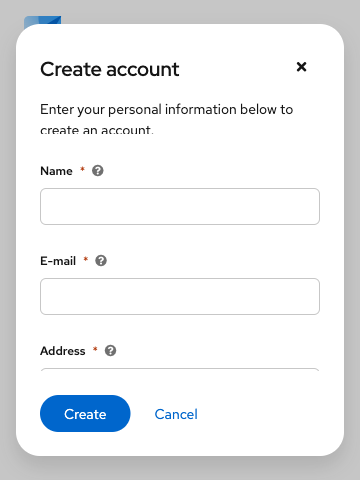 Create account
Enter your personal information below to
create an account.
Name *
E-mail *
Address *
Create Cancel